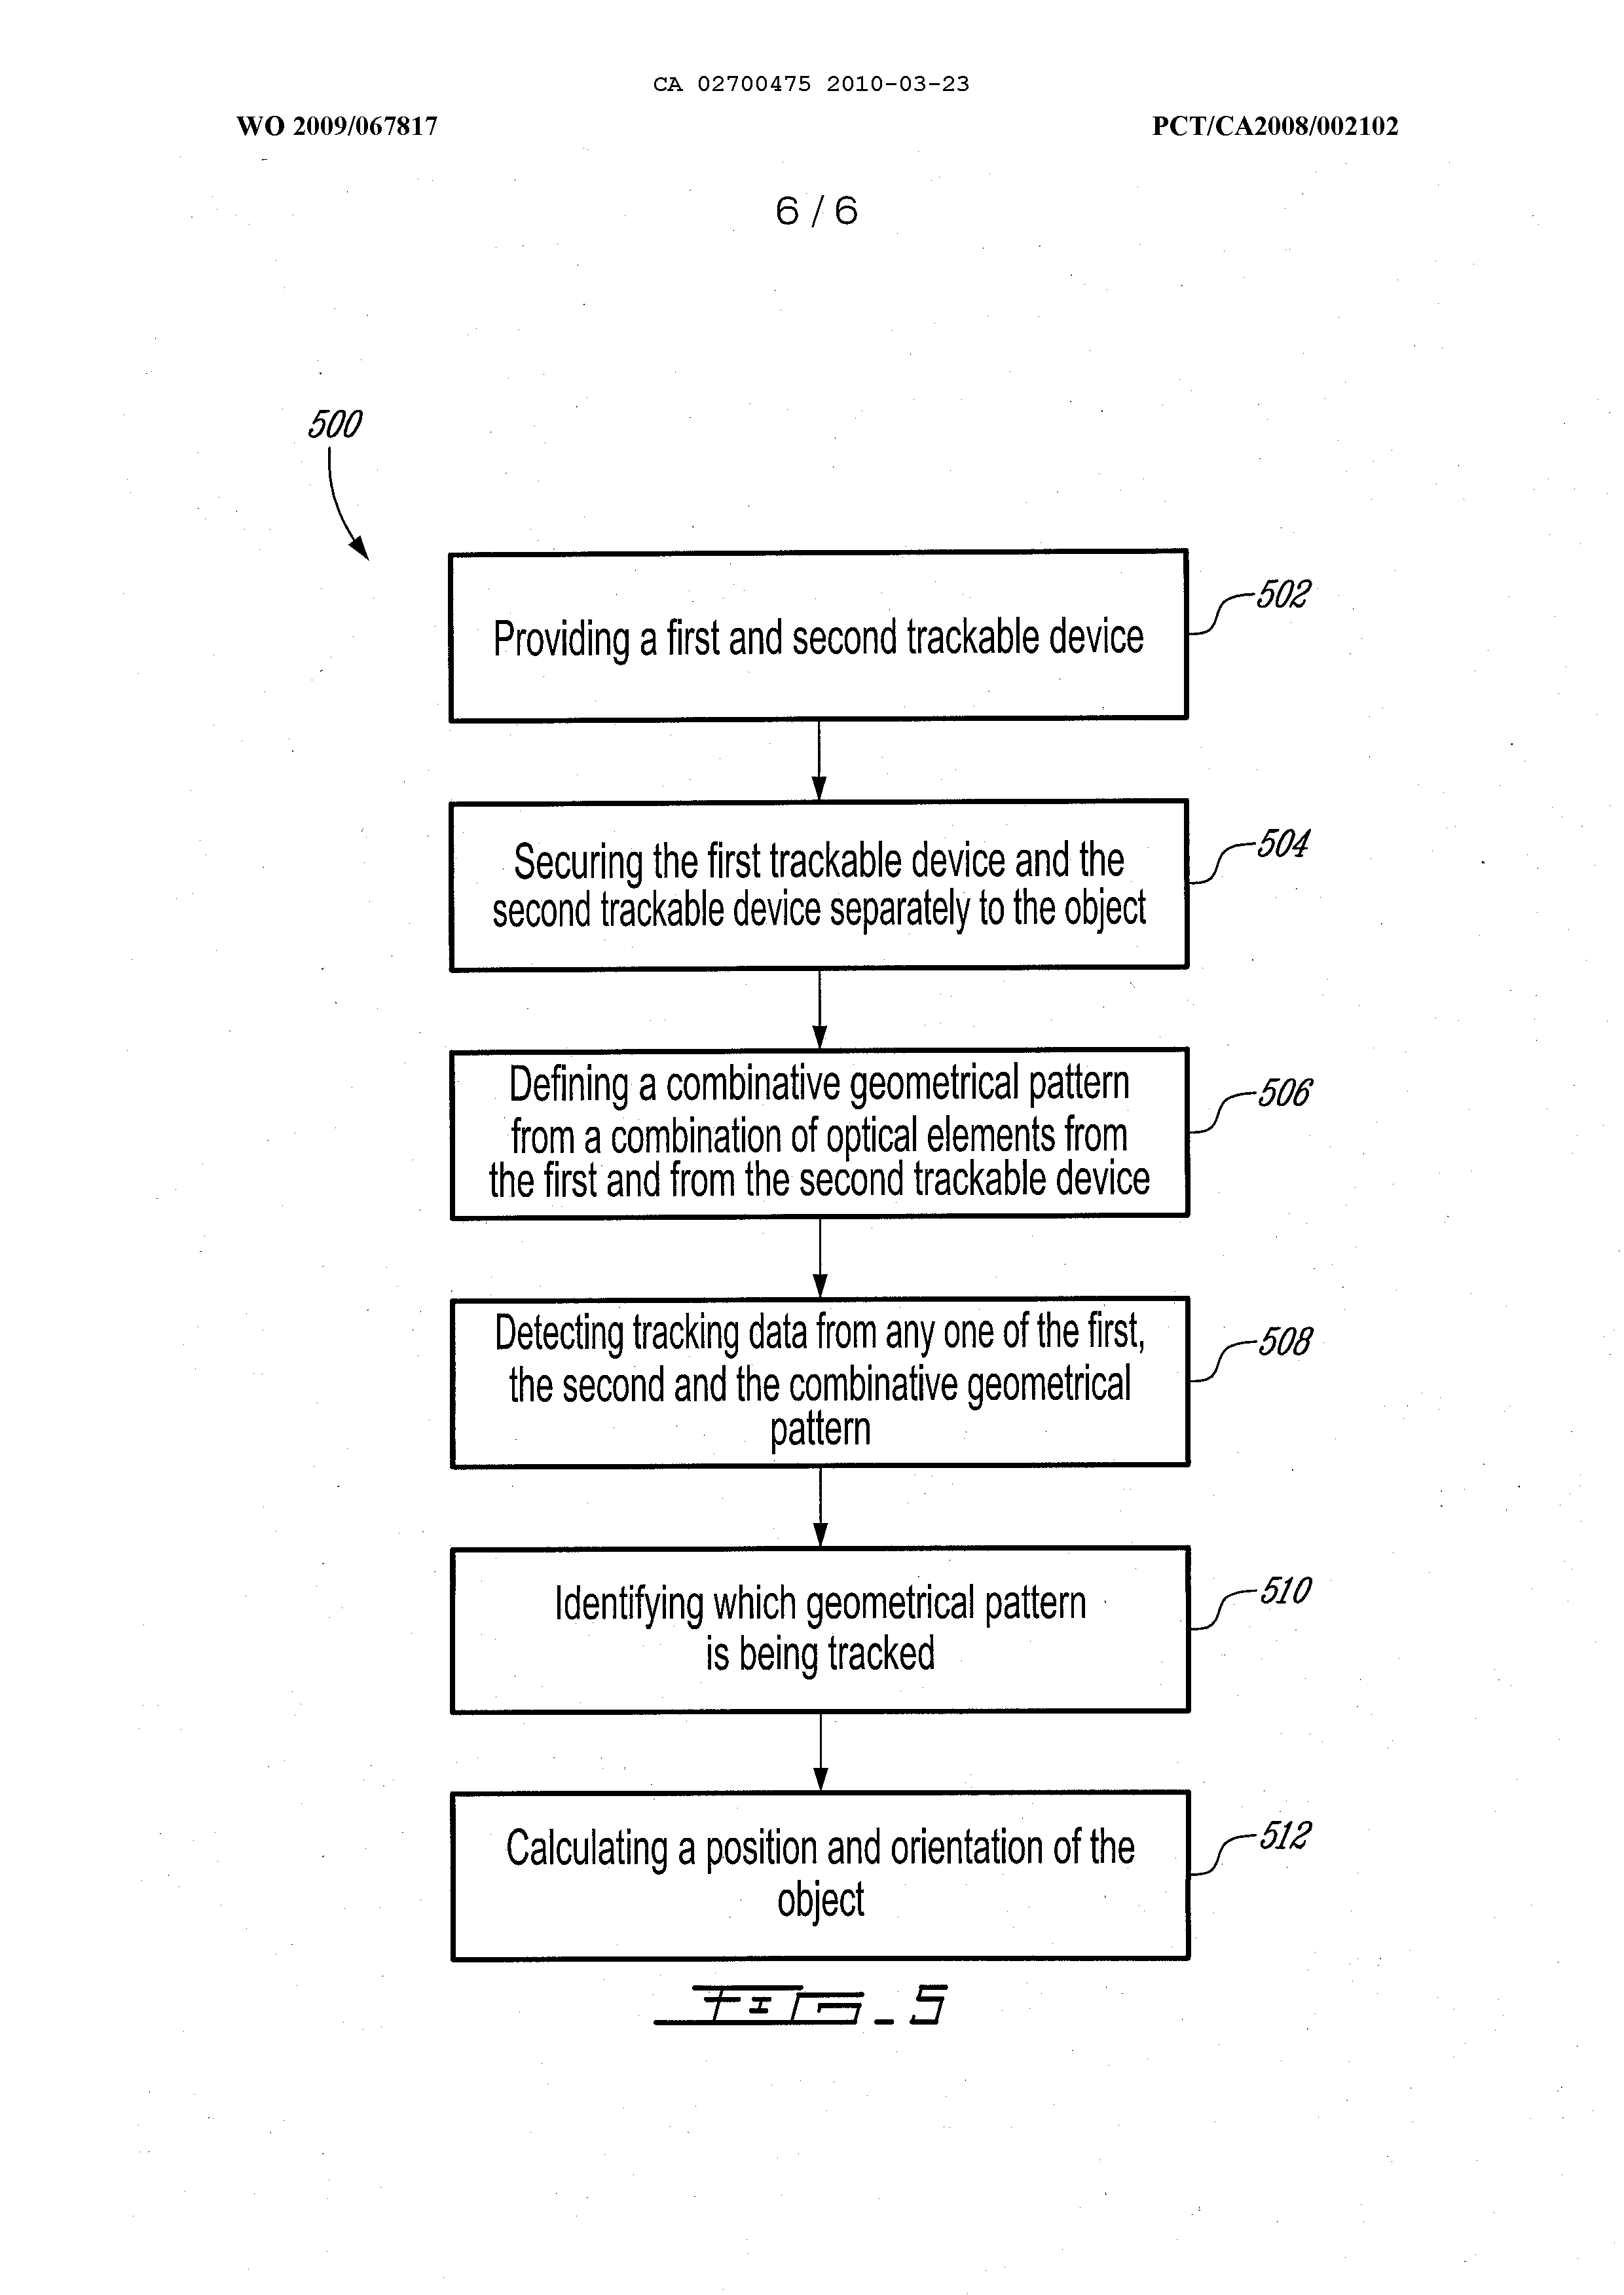 CA 02700475 2010-03-23
WO 2009/067817 PCT/CA2008/002102
6/6
500
Providing a first and second trackable device
502
Securing the first trackable device and the
second trackable device separately to the object
504
Defining a combinative geometrical pattern
from a combination of optical elements from
the first and from the second trackable device
506
Detecting tracking data from any one of the first,
the second and the combinative geometrical
pattern
508
Identifying which geometrical pattern
is being tracked
510
Calculating a position and orientation of the
object
512
FIG_5